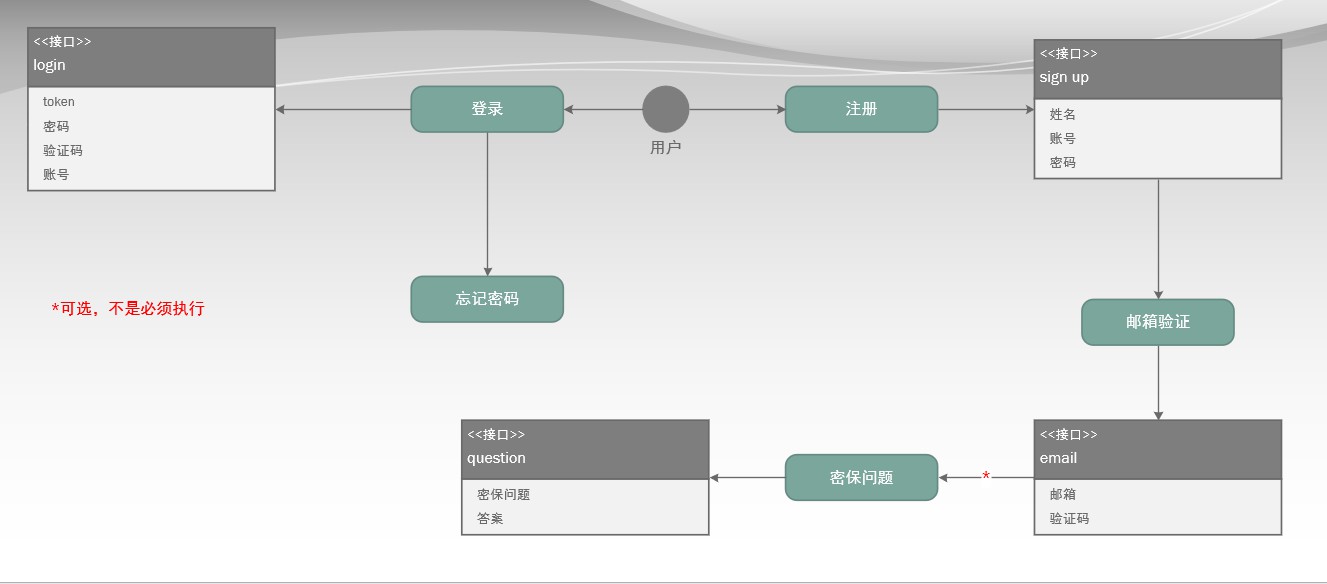 <<接口>>
login
token
密码
验证码
账号
登录
用户
注册
<<接口>>
sign up
姓名
账号
密码
忘记密码
*可选，不是必须执行
邮箱验证
<<接口>>
question
密保问题
答案
密保问题
*
<<接口>>
email
邮箱
验证码